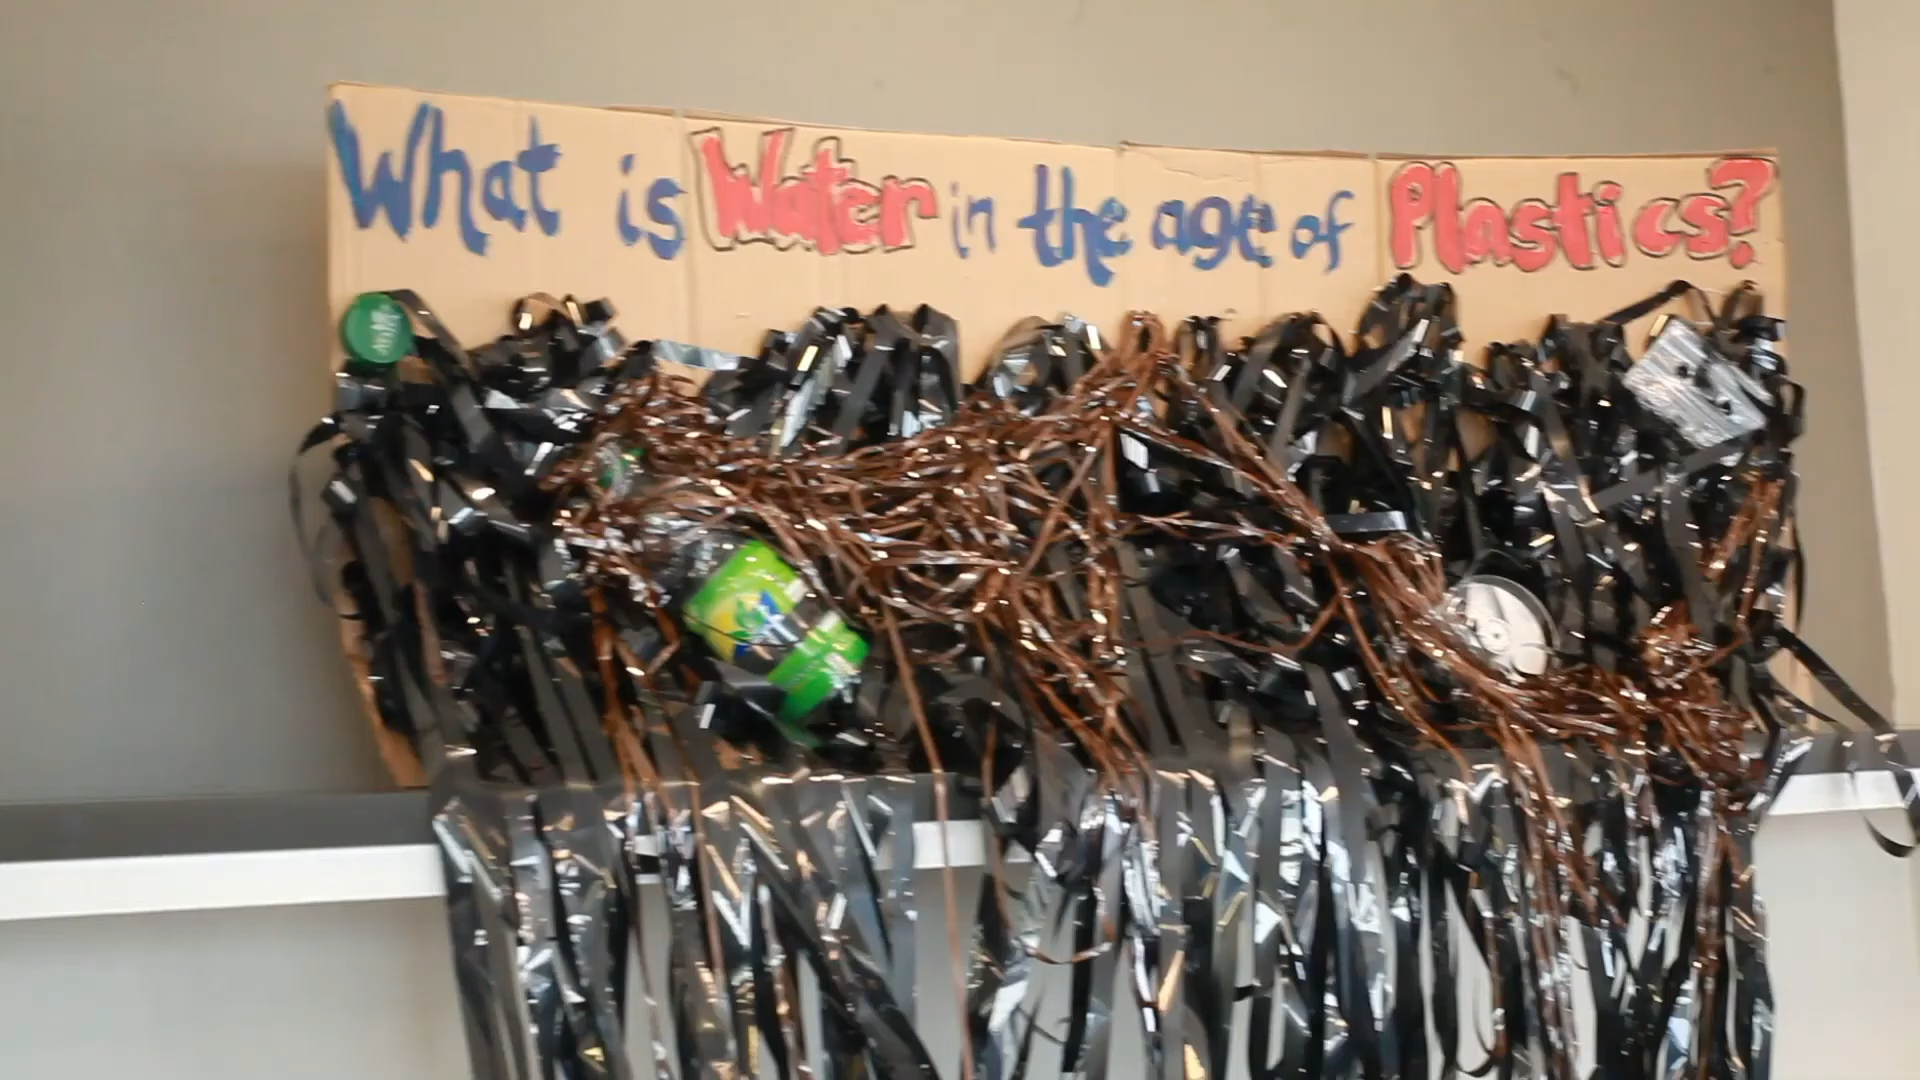 What is Water in the age of Plastics?